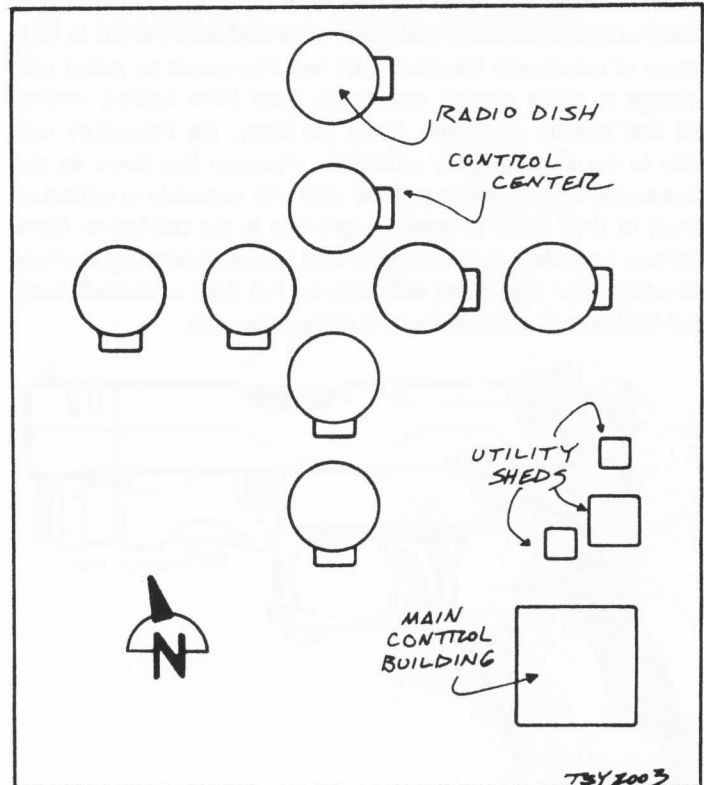 RADIO DISH
CONTROL
CENTER
UTILITY
SHEDS
MAIN
CONTROL
BUILDING
N
TSY 2003